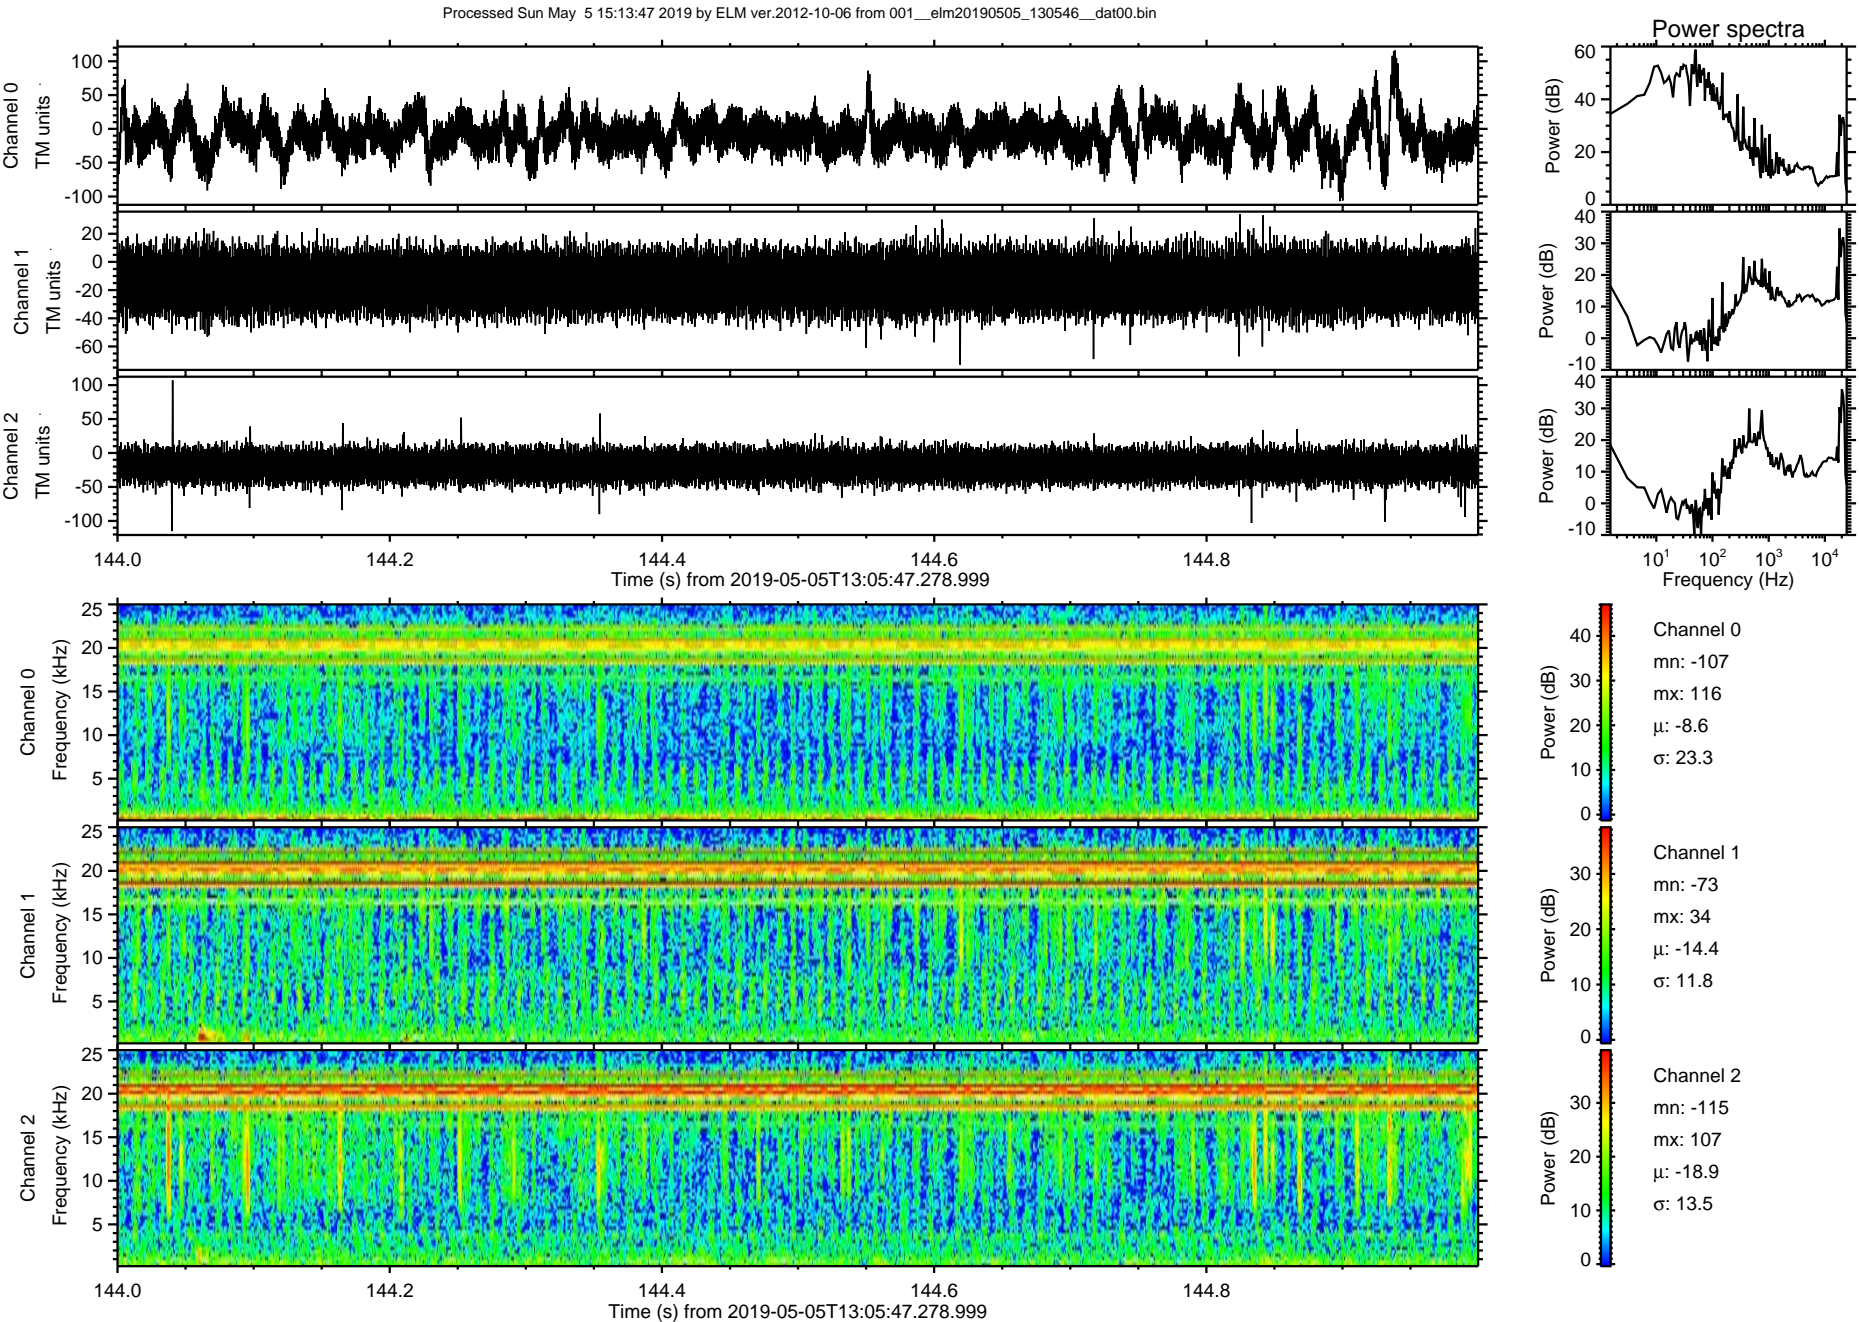 Processed Sun May  5 15:13:47 2019 by ELM ver.2012-10-06 from 001__elm20190505_130546__dat00.bin
Power spectra
Channel 0
TM units
100
50
0
-50
-100
Power (dB)
60
40
20
0
Channel 1
TM units
20
0
-20
-40
-60
Power (dB)
40
30
20
10
0
-10
Channel 2
TM units
100
50
0
-50
-100
Power (dB)
40
30
20
10
0
-10
144.0 144.2 144.4 144.6 144.8
Time (s) from 2019-05-05T13:05:47.278.999
10^1 10^2 10^3 10^4
Frequency (Hz)
Channel 0
Frequency (kHz)
25
20
15
10
5
Power (dB)
40
30
20
10
0
Channel 0
mn: -107
mx: 116
μ: -8.6
σ: 23.3
Channel 1
Frequency (kHz)
25
20
15
10
5
Power (dB)
30
20
10
0
Channel 1
mn: -73
mx: 34
μ: -14.4
σ: 11.8
Channel 2
Frequency (kHz)
25
20
15
10
5
Power (dB)
30
20
10
0
Channel 2
mn: -115
mx: 107
μ: -18.9
σ: 13.5
144.0 144.2 144.4 144.6 144.8
Time (s) from 2019-05-05T13:05:47.278.999